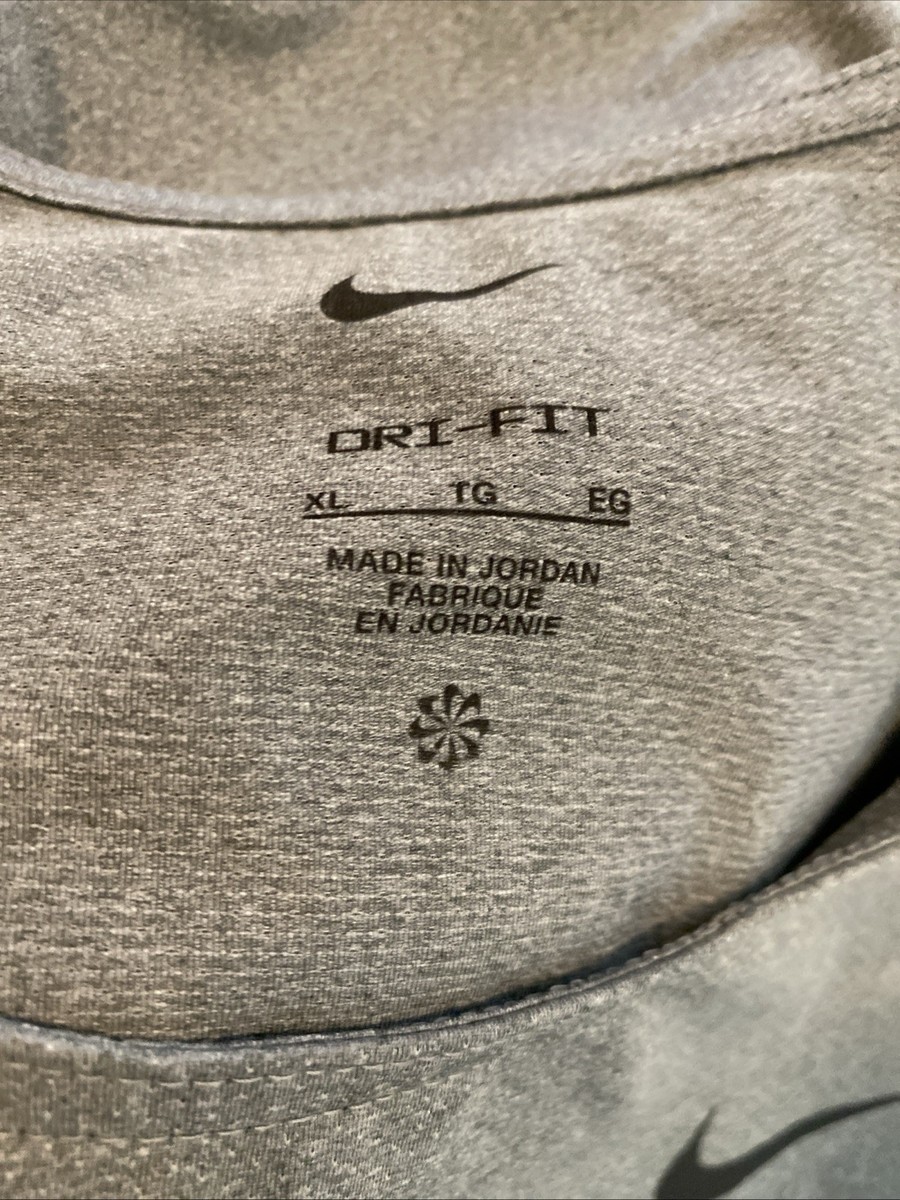 DRI-FIT
XL TG EG
MADE IN JORDAN
FABRIQUE
EN JORDANIE